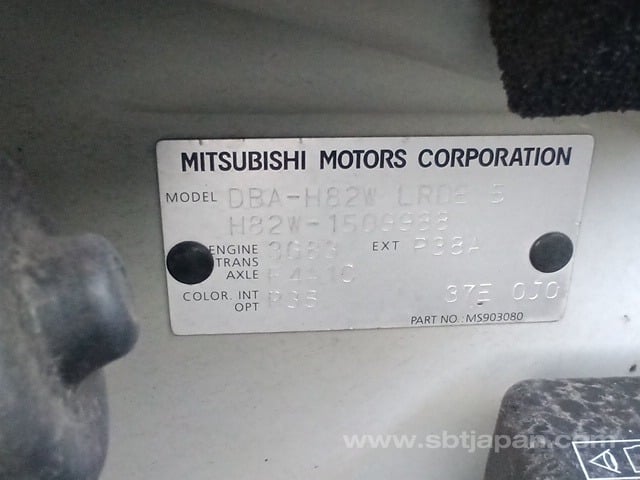 MITSUBISHI MOTORS CORPORATION
MODEL DBA-H82W LRDE 5
H82W-1509988
ENGINE 3G83 EXT P38A
TRANS
AXLE F4A1C
COLOR. INT P35 37E 0J0
OPT
PART NO.: MS903080
www.sbtjapan.com